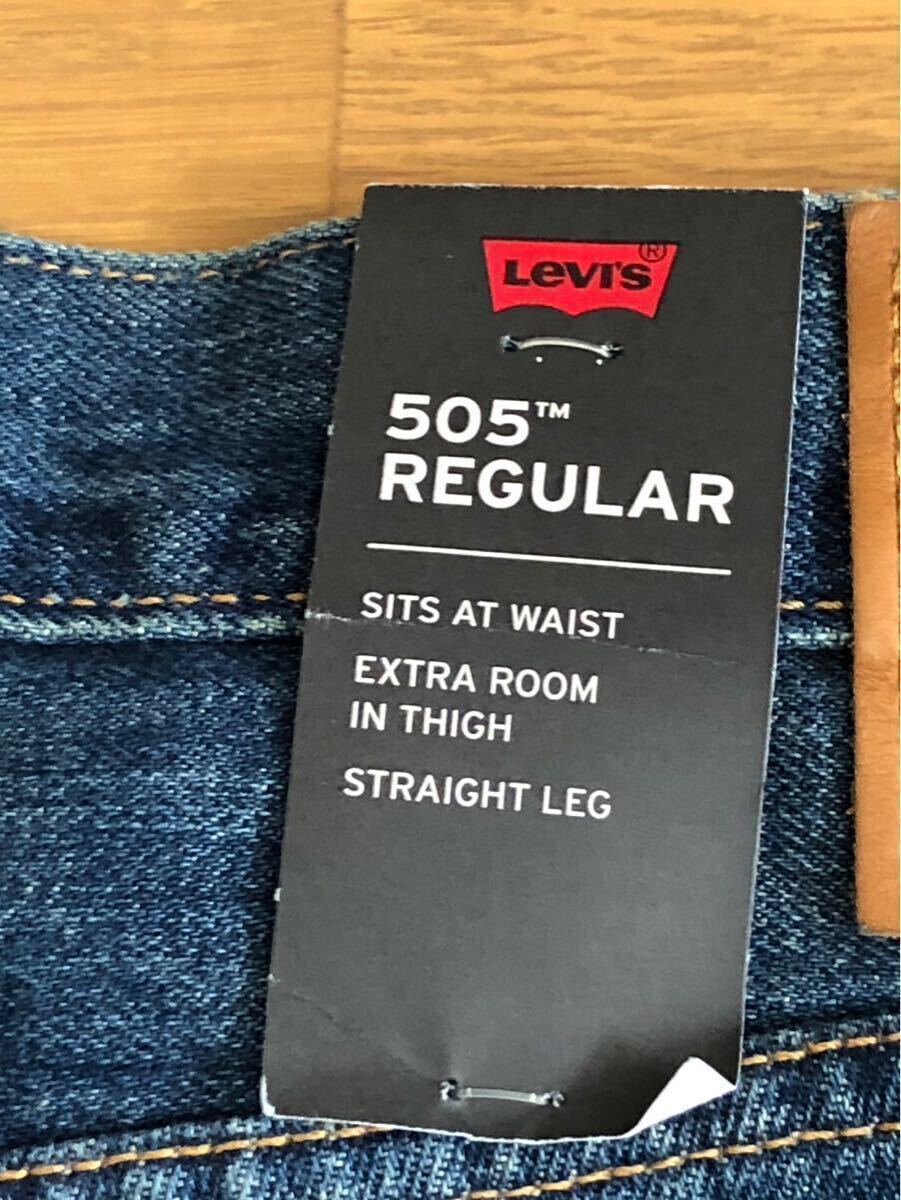 Levi's®
505™
REGULAR
SITS AT WAIST
EXTRA ROOM
IN THIGH
STRAIGHT LEG